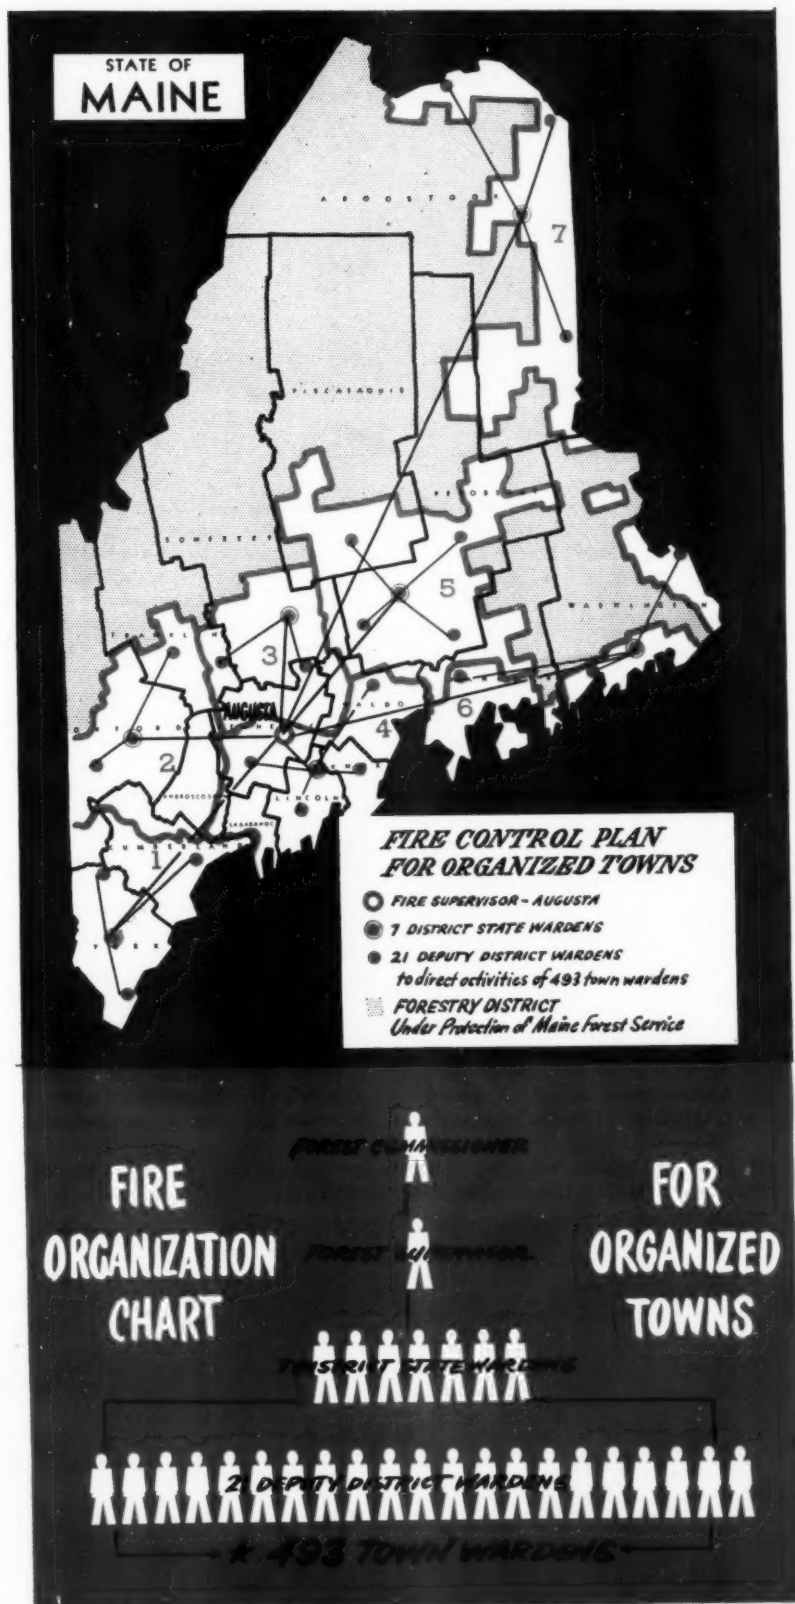 STATE OF
MAINE
AROOSTOOK
7
PISCATAQUIS
PENOBSCOT
SOMERSET
5
WASHINGTON
FRANKLIN
3
AUGUSTA
WALDO
OXFORD
4
6
2
LINCOLN
SAGADAHOC
CUMBERLAND
1
YORK
FIRE CONTROL PLAN
FOR ORGANIZED TOWNS
FIRE SUPERVISOR - AUGUSTA
7 DISTRICT STATE WARDENS
21 DEPUTY DISTRICT WARDENS
to direct activities of 493 town wardens
FORESTRY DISTRICT
Under Protection of Maine Forest Service
FOREST COMMISSIONER
FIRE
ORGANIZATION
CHART
FOR
ORGANIZED
TOWNS
FOREST SUPERVISOR
7 DISTRICT STATE WARDENS
21 DEPUTY DISTRICT WARDENS
★ 493 TOWN WARDENS